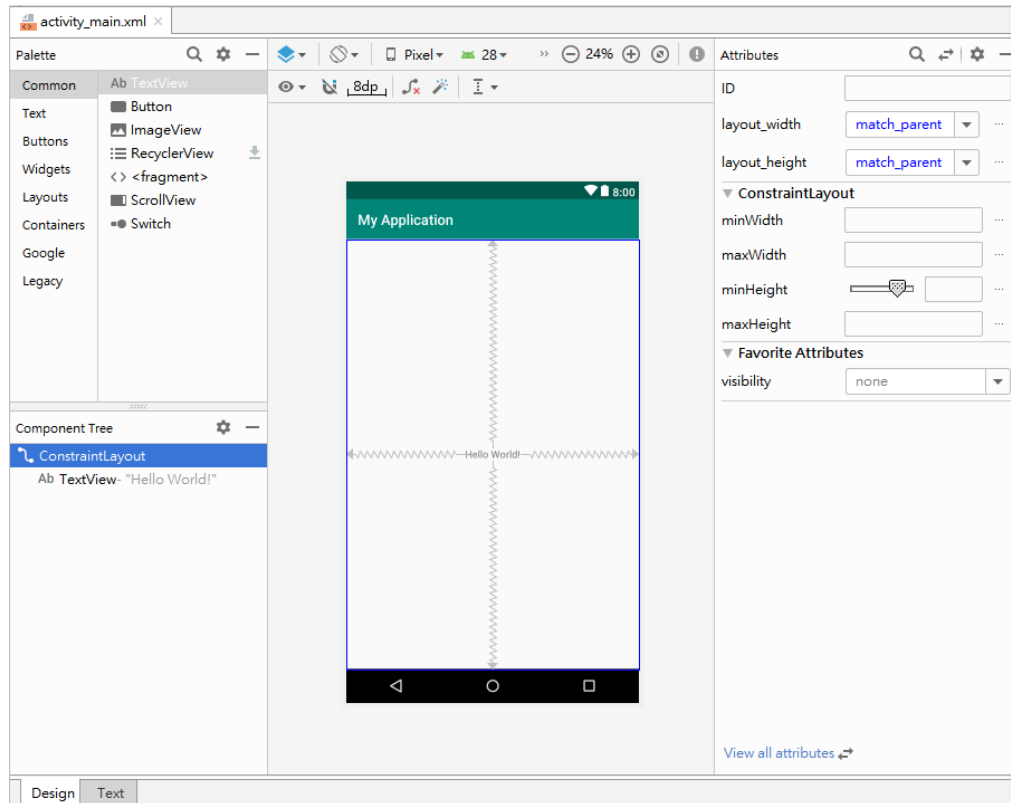 activity_main.xml
Palette
Common
Text
Buttons
Widgets
Layouts
Containers
Google
Legacy
Ab TextView
Button
ImageView
RecyclerView
<fragment>
ScrollView
Switch
Component Tree
ConstraintLayout
Ab TextView- "Hello World!"
Pixel 28 » 24%
8dp
8:00
My Application
Hello World!
Attributes
ID
layout_width match_parent ...
layout_height match_parent ...
ConstraintLayout
minWidth ...
maxWidth ...
minHeight ...
maxHeight ...
Favorite Attributes
visibility none
View all attributes
Design Text